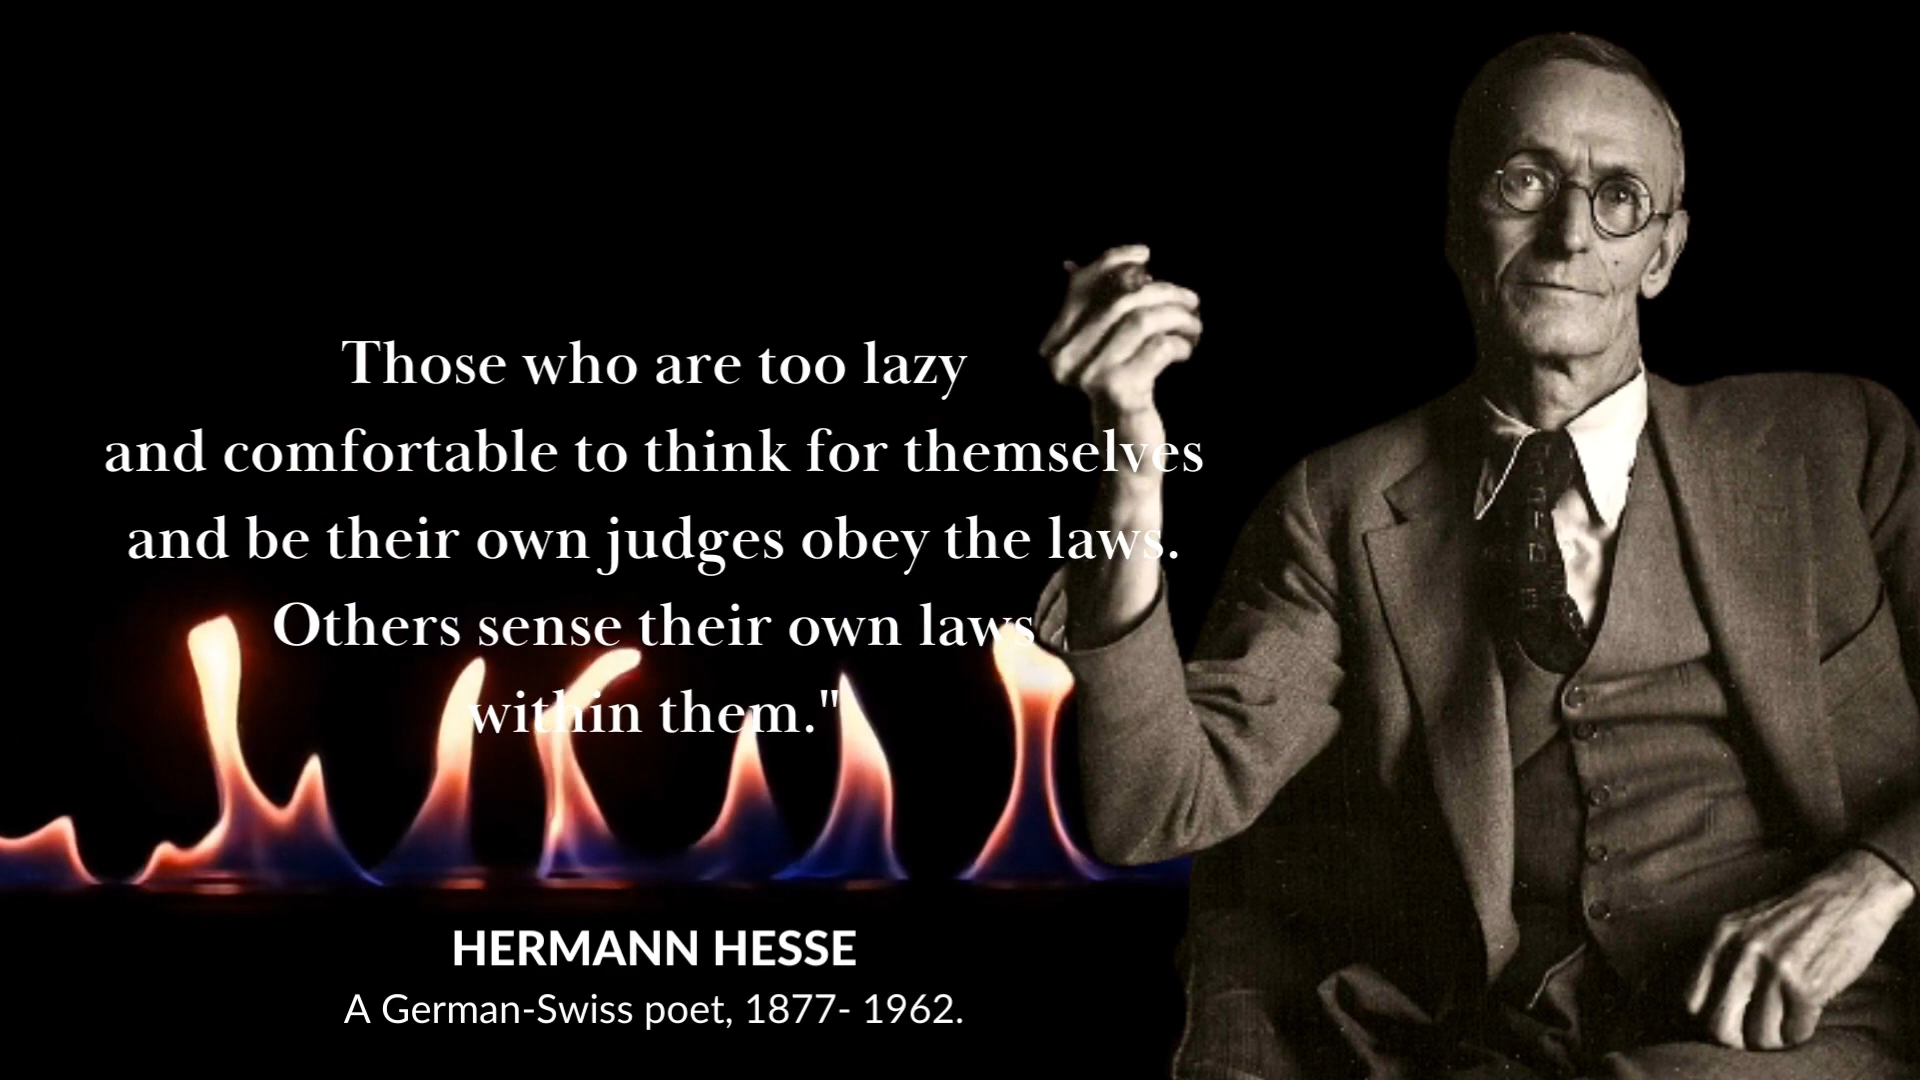 Those who are too lazy
and comfortable to think for themselves
and be their own judges obey the laws.
Others sense their own laws
within them."
HERMANN HESSE
A German-Swiss poet, 1877- 1962.